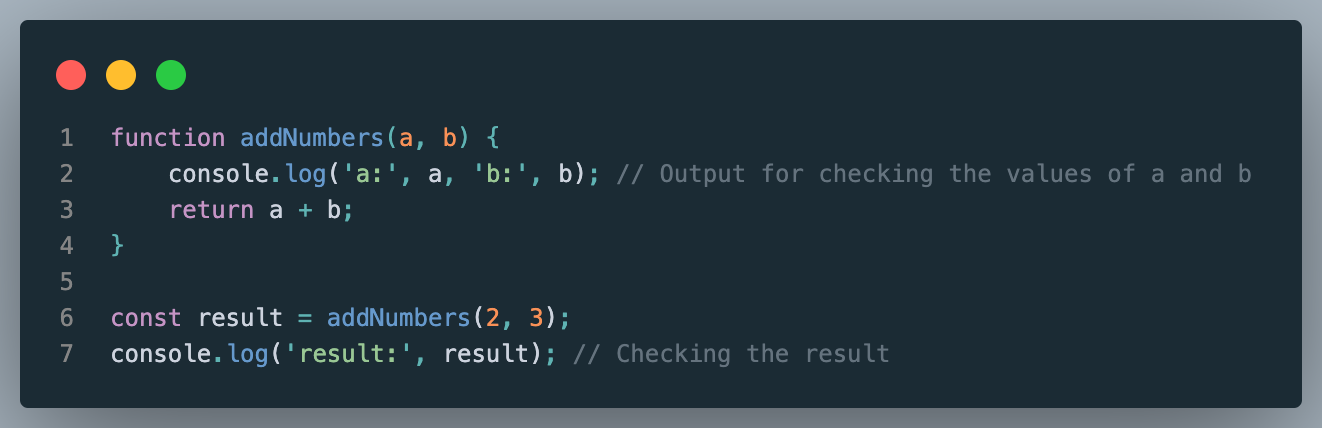 1 function addNumbers(a, b) {
2     console.log('a:', a, 'b:', b); // Output for checking the values of a and b
3     return a + b;
4 }
5
6 const result = addNumbers(2, 3);
7 console.log('result:', result); // Checking the result